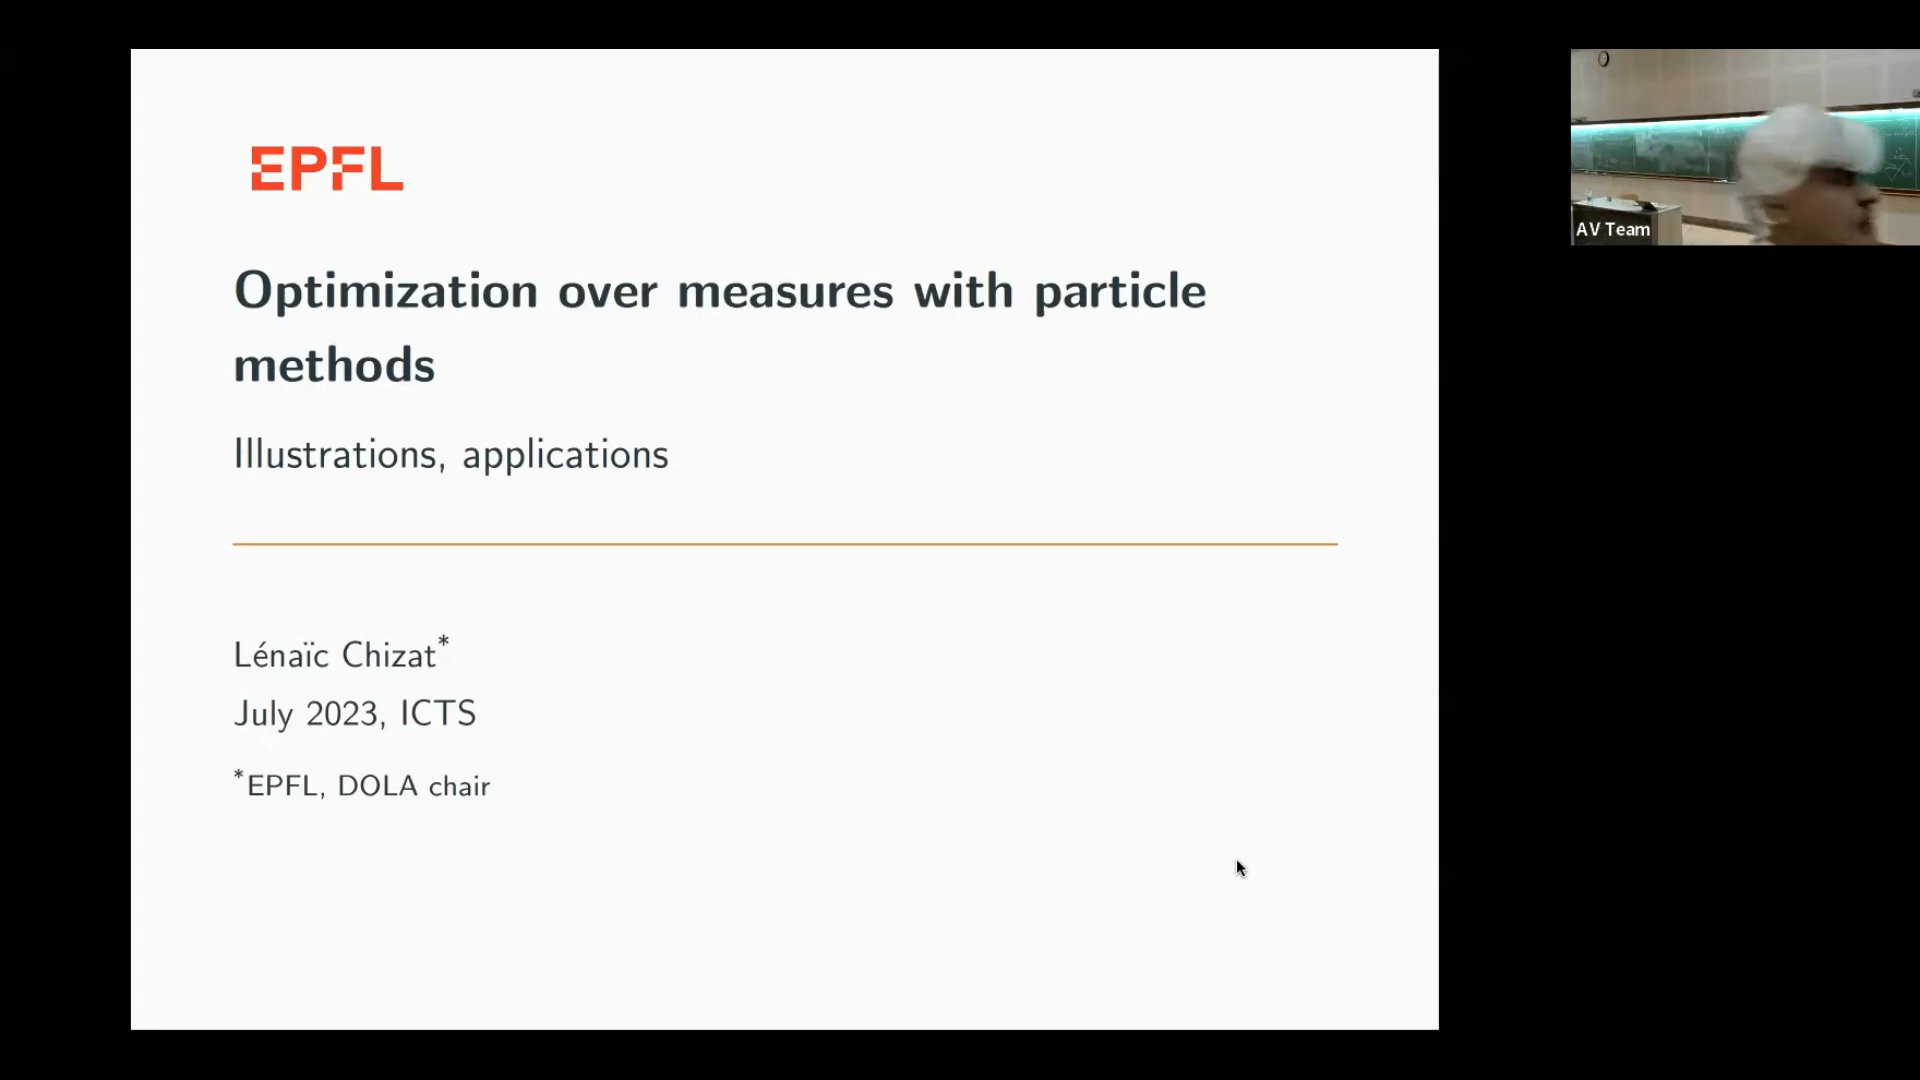 EPFL
Optimization over measures with particle
methods
Illustrations, applications
Lénaïc Chizat*
July 2023, ICTS
*EPFL, DOLA chair
AV Team